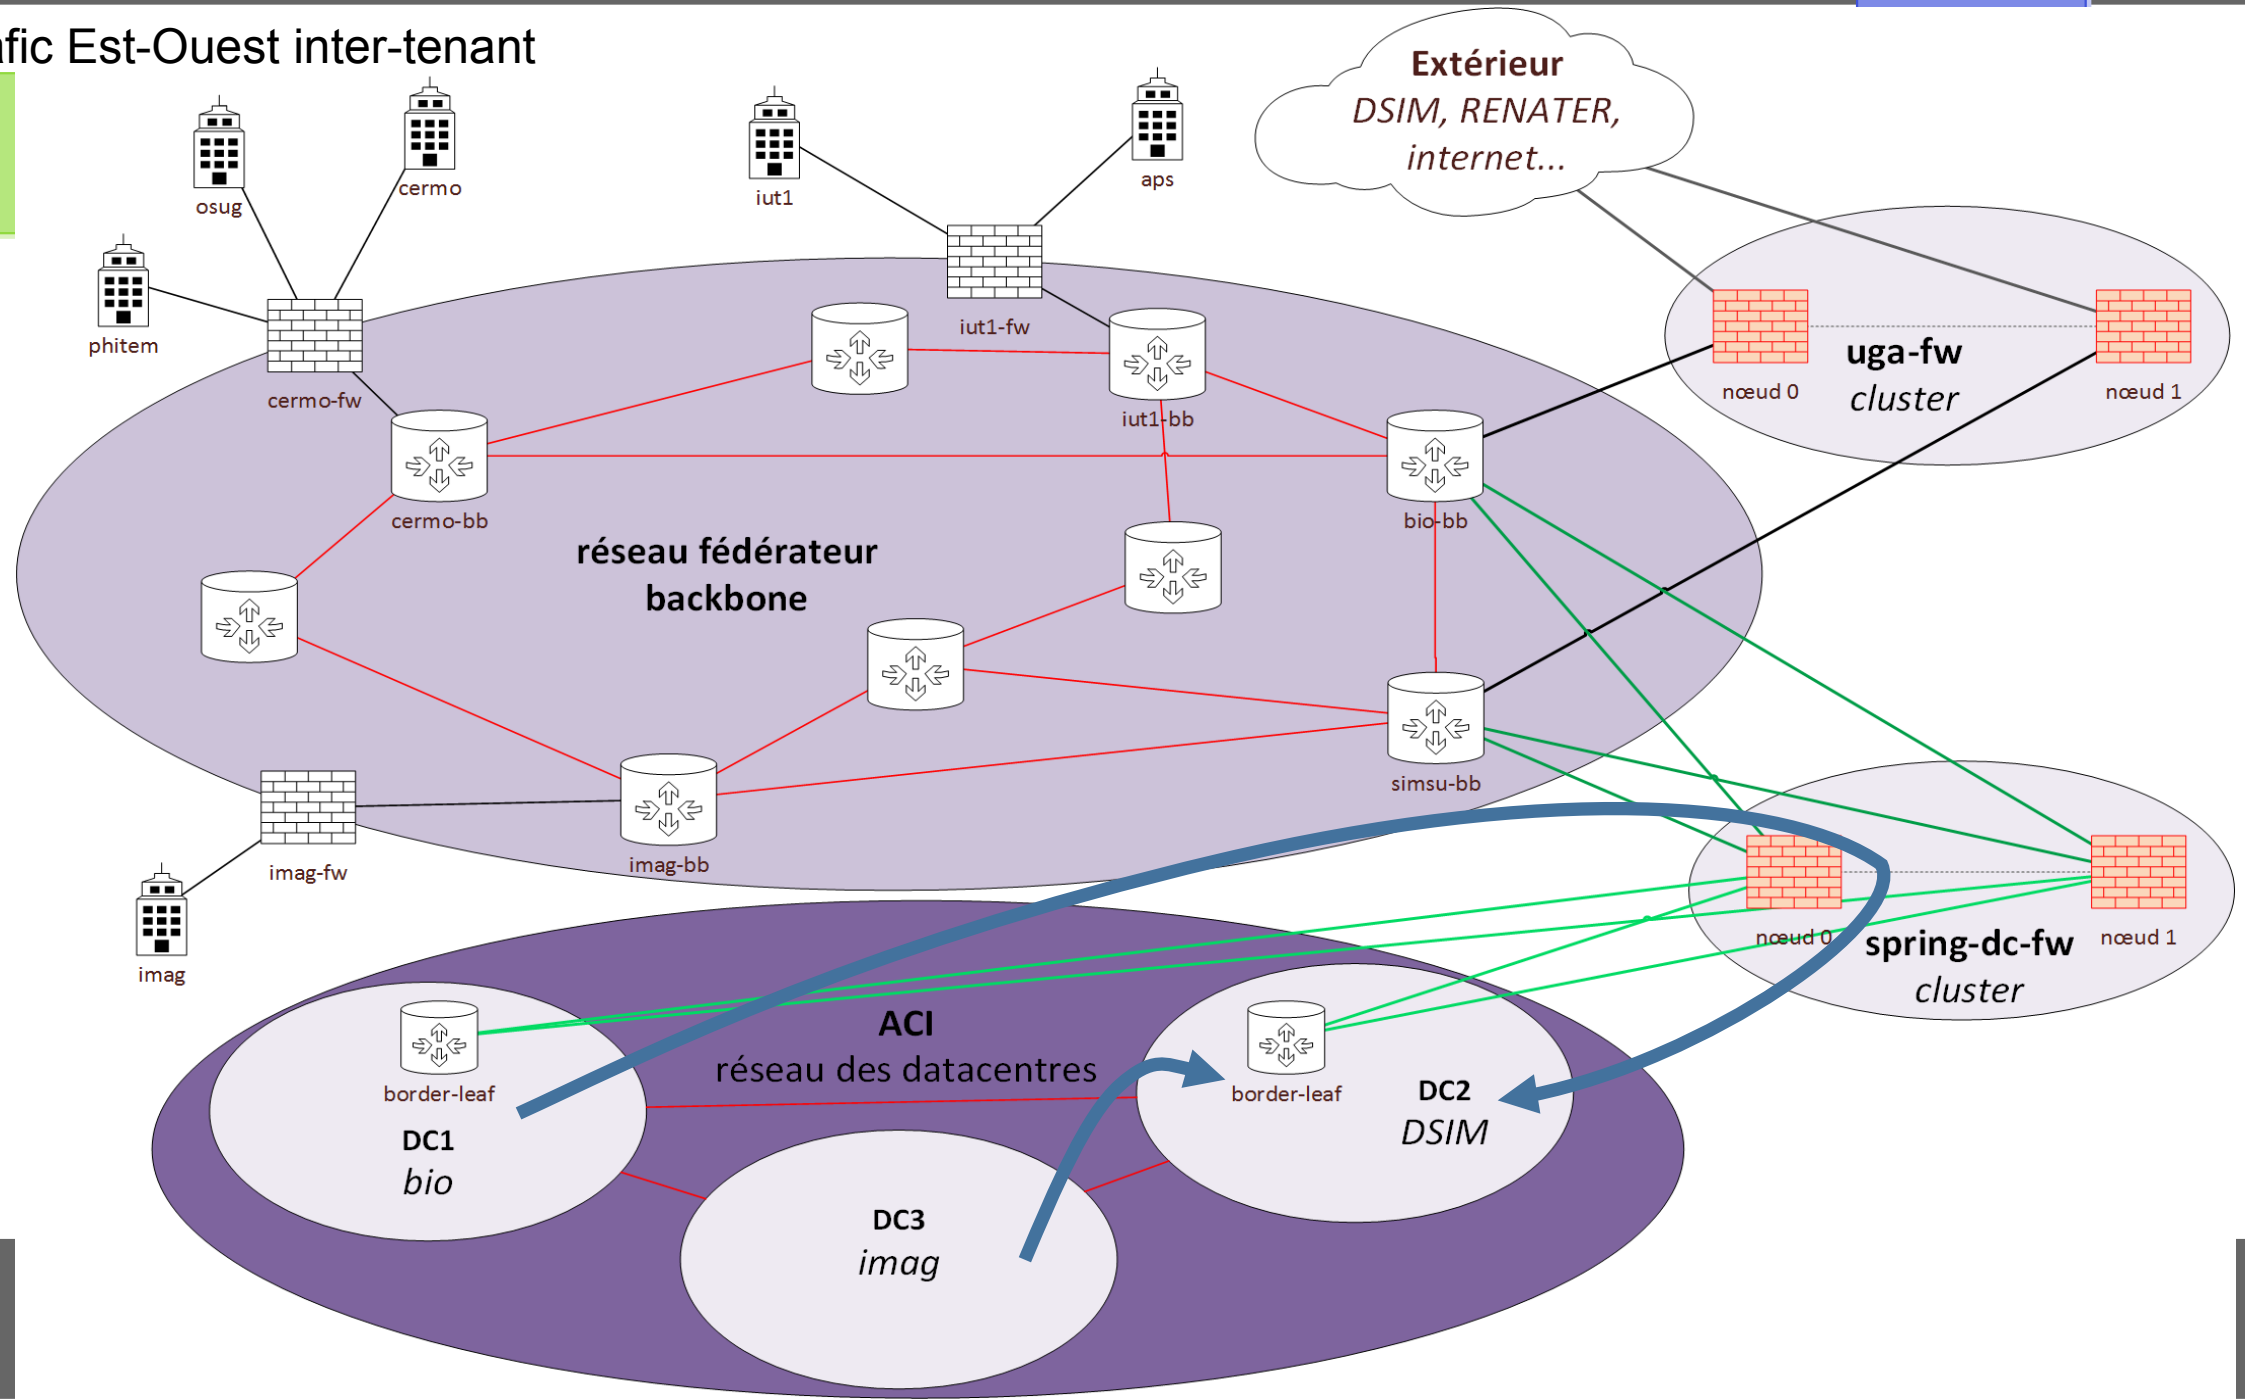 Est-Ouest inter-tenant
Extérieur
DSIM, RENATER,
internet...
osug
cermo
iut1
aps
phitem
cermo-fw
iut1-fw
iut1-bb
uga-fw
cluster
nœud 0
nœud 1
cermo-bb
bio-bb
réseau fédérateur
backbone
simsu-bb
imag-fw
imag-bb
imag
nœud 0
nœud 1
spring-dc-fw
cluster
ACI
réseau des datacentres
border-leaf
DC1
bio
border-leaf
DC2
DSIM
DC3
imag